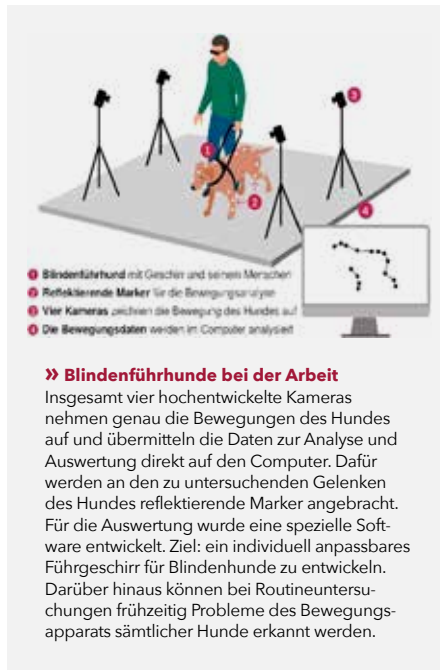 3
1
2
4
1 Blindenführhund mit Geschirr und seinem Menschen
2 Reflektierende Marker für die Bewegungsanalyse
3 Vier Kameras zeichnen die Bewegung des Hundes auf
4 Die Bewegungsdaten werden im Computer analysiert
» Blindenführhunde bei der Arbeit
Insgesamt vier hochentwickelte Kameras
nehmen genau die Bewegungen des Hundes
auf und übermitteln die Daten zur Analyse und
Auswertung direkt auf den Computer. Dafür
werden an den zu untersuchenden Gelenken
des Hundes reflektierende Marker angebracht.
Für die Auswertung wurde eine spezielle Soft-
ware entwickelt. Ziel: ein individuell anpassbares
Führgeschirr für Blindenhunde zu entwickeln.
Darüber hinaus können bei Routineuntersu-
chungen frühzeitig Probleme des Bewegungs-
apparats sämtlicher Hunde erkannt werden.